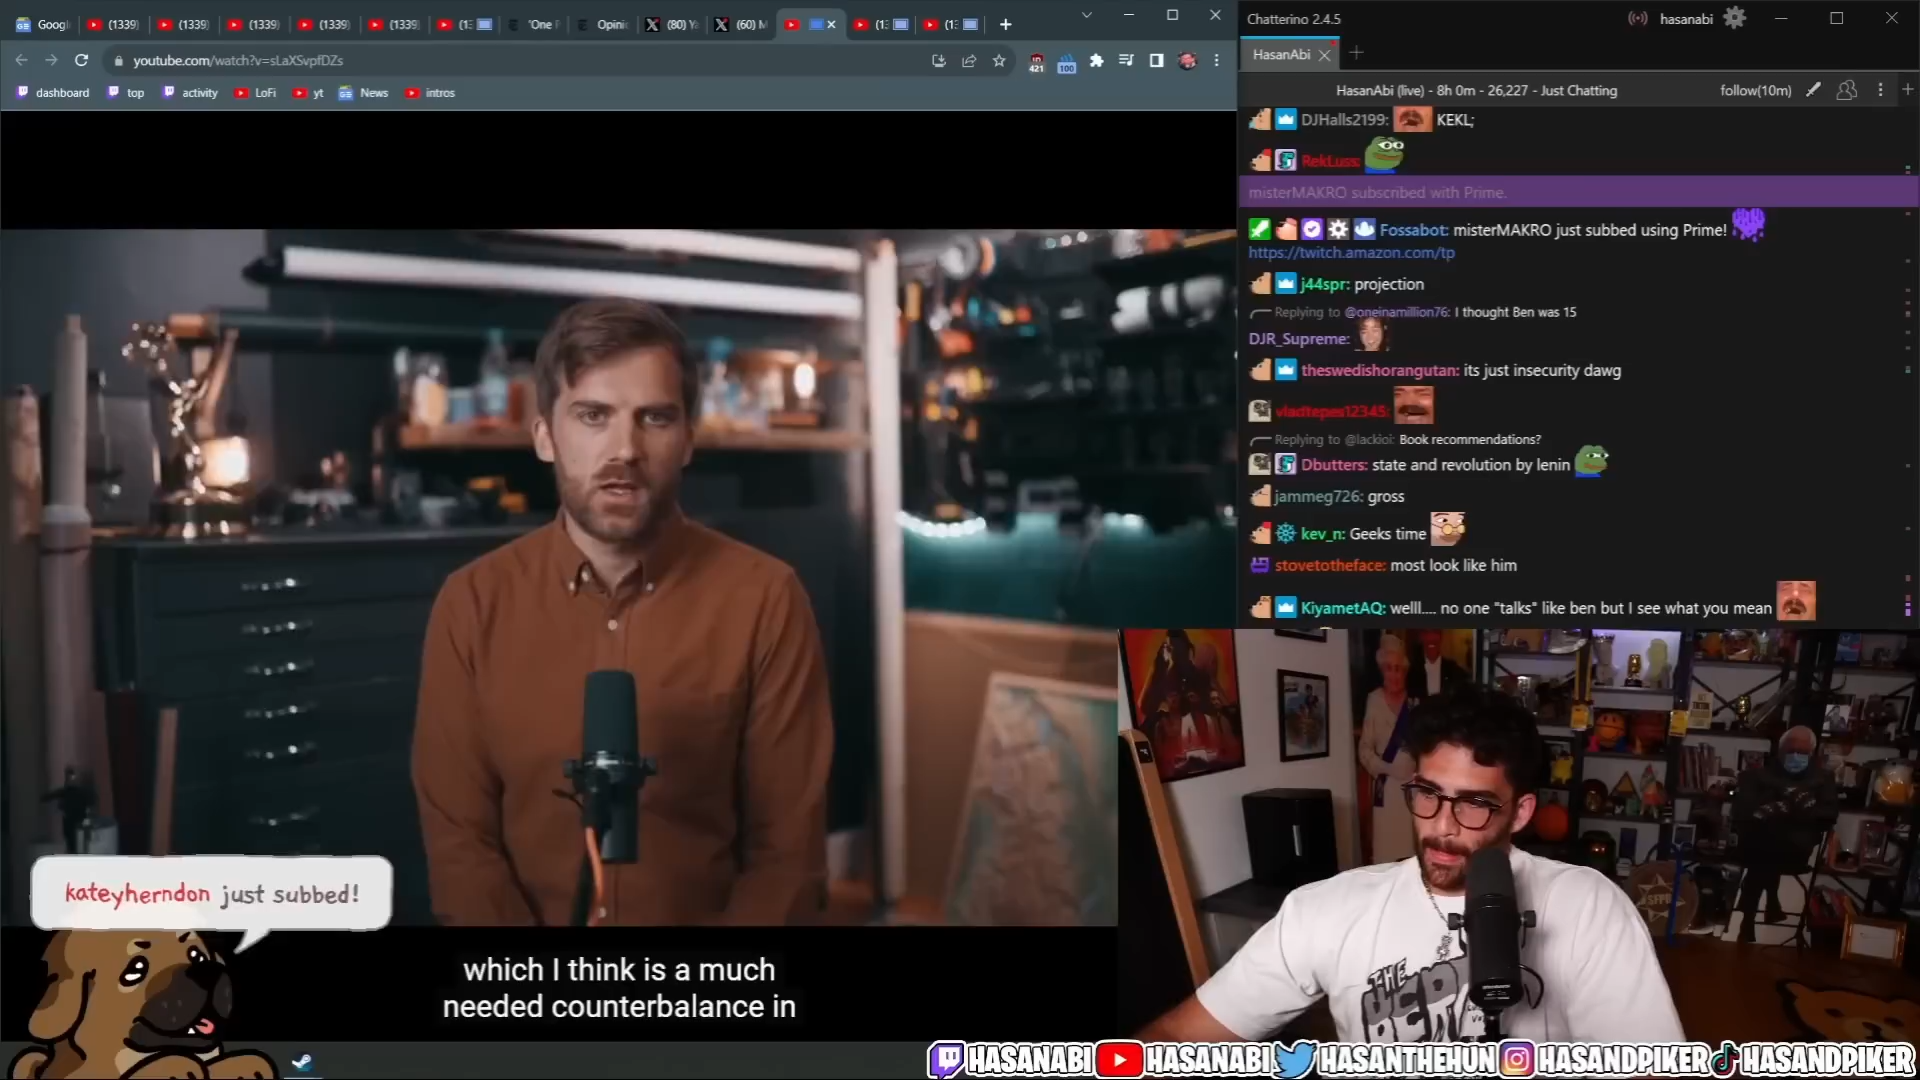 Googl
(1339)
(1339)
(1339)
(1339)
(1339)
'One P
Opini
(60) M
youtube.com/watch?v=sLaXSvpfDZs
421
100
dashboard
top
activity
LoFi
yt
News
intros
which I think is a much
needed counterbalance in
kateyherndon just subbed!
Chatterino 2.4.5
hasanabi
HasanAbi
HasanAbi (live) - 8h 0m - 26,227 - Just Chatting
follow(10m)
DJHalls2199: KEKL;
RekLuss:
misterMAKRO subscribed with Prime.
Fossabot: misterMAKRO just subbed using Prime!
https://twitch.amazon.com/tp
j44spr: projection
Replying to @oneinamillion76: I thought Ben was 15
DJR_Supreme:
theswedishorangutan: its just insecurity dawg
vladtepes12345:
Replying to @lackioi: Book recommendations?
Dbutters: state and revolution by lenin
jammeg726: gross
kev_n: Geeks time
stovetotheface: most look like him
KiyametAQ: welll.... no one "talks" like ben but I see what you mean
THE
HASANABI HASANABI HASANTHEHUN HASANDPIKER HASANDPIKER